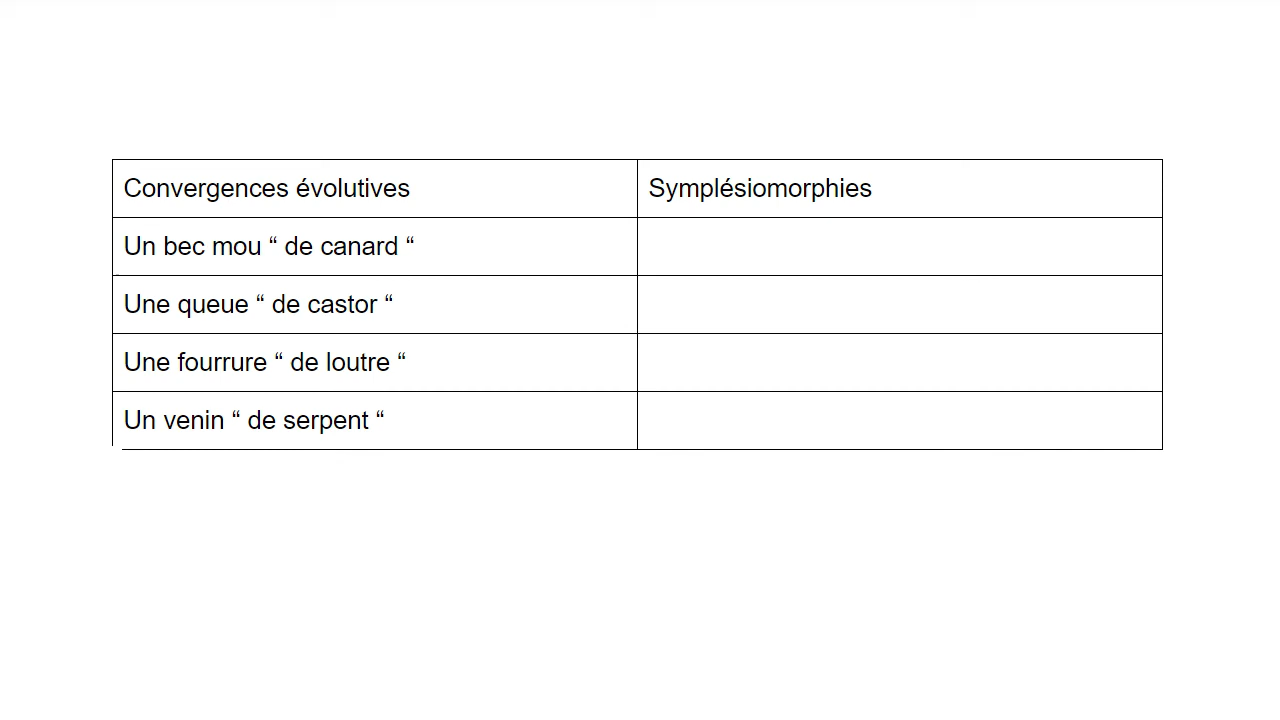 Convergences évolutives
Symplésiomorphies
Un bec mou “ de canard “
Une queue “ de castor “
Une fourrure “ de loutre “
Un venin “ de serpent “